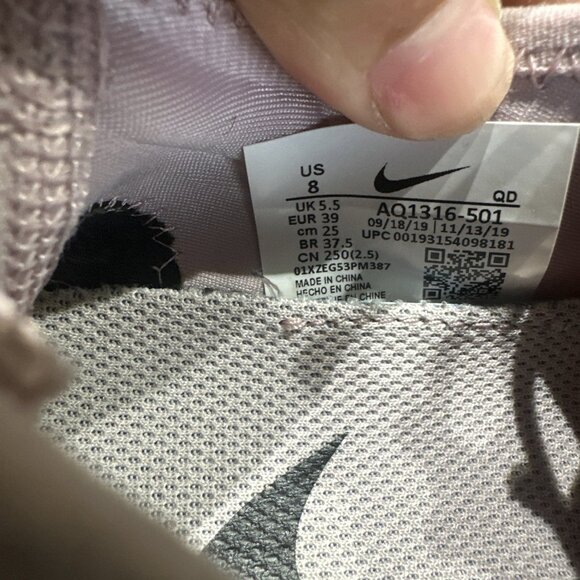 US
8
QD
UK 5.5
EUR 39
cm 25
BR 37.5
CN 250(2.5)
01XZEG53PM387
MADE IN CHINA
HECHO EN CHINA
AQ1316-501
09/18/19 | 11/13/19
UPC 00193154098181